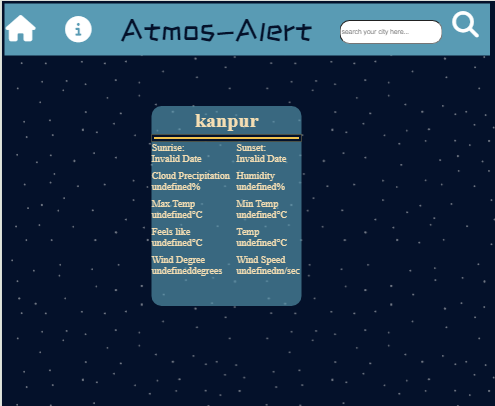 Atmos-Alert
search your city here...
kanpur
Sunrise: Sunset:
Invalid Date Invalid Date
Cloud Precipitation Humidity
undefined% undefined%
Max Temp Min Temp
undefined°C undefined°C
Feels like Temp
undefined°C undefined°C
Wind Degree Wind Speed
undefineddegrees undefinedm/sec